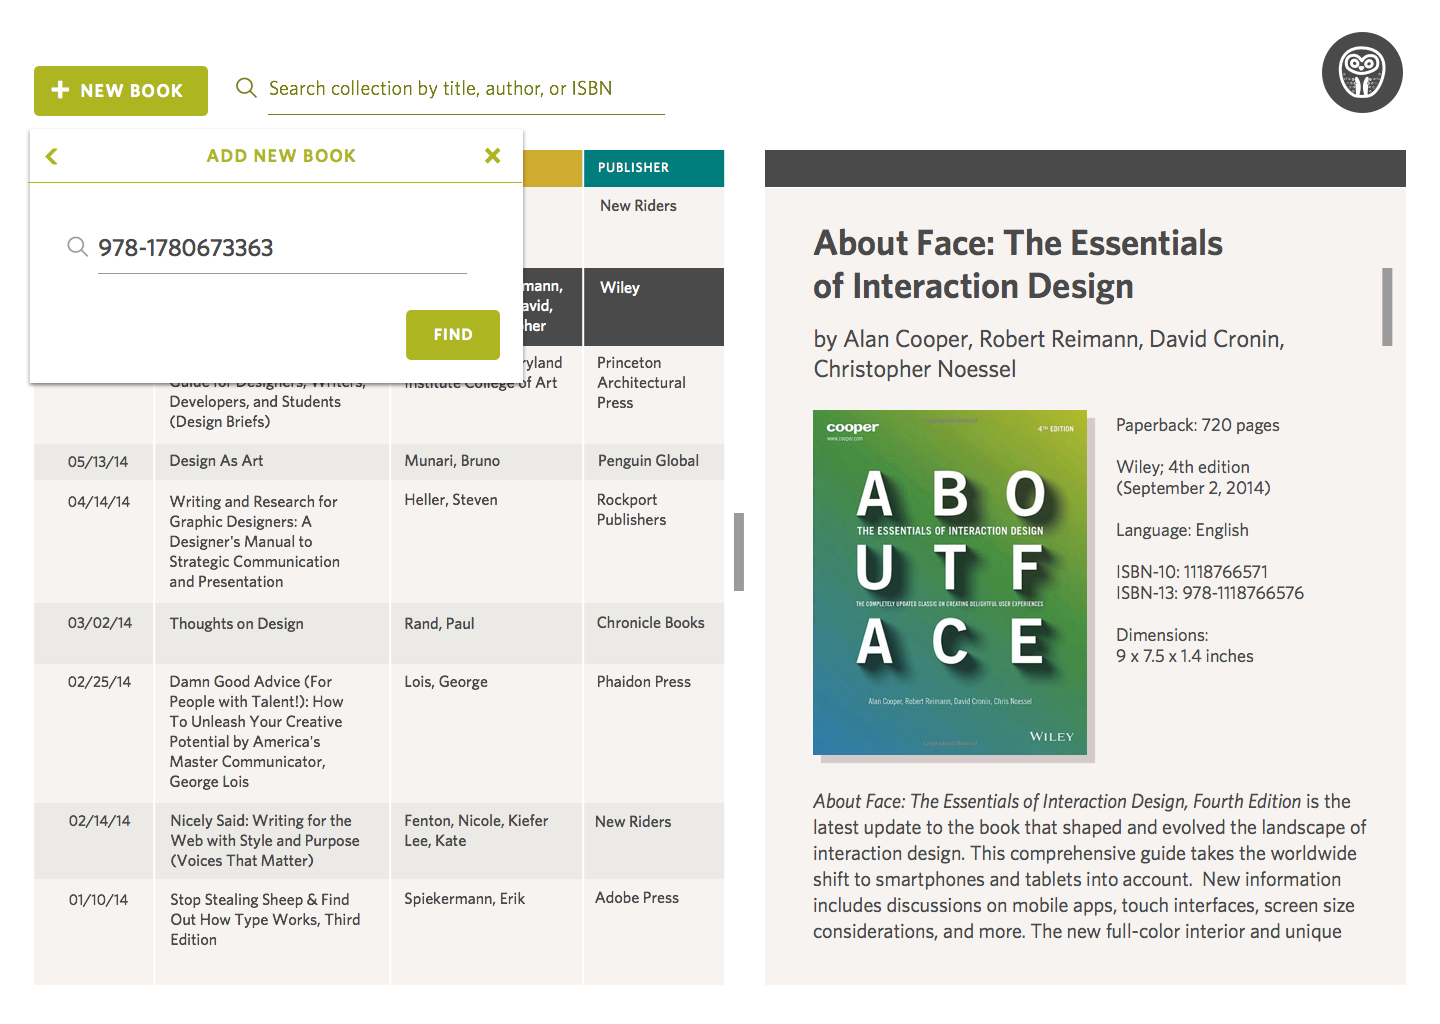 NEW BOOK
Search collection by title, author, or ISBN
ADD NEW BOOK
978-1780673363
FIND
PUBLISHER
New Riders
mann,
avid,
her
Wiley
ryland
Institute College of Art
Princeton
Architectural
Press
Guide for Designers, Writers,
Developers, and Students
(Design Briefs)
05/13/14
Design As Art
Munari, Bruno
Penguin Global
04/14/14
Writing and Research for
Graphic Designers: A
Designer's Manual to
Strategic Communication
and Presentation
Heller, Steven
Rockport
Publishers
03/02/14
Thoughts on Design
Rand, Paul
Chronicle Books
02/25/14
Damn Good Advice (For
People with Talent!): How
To Unleash Your Creative
Potential by America's
Master Communicator,
George Lois
Lois, George
Phaidon Press
02/14/14
Nicely Said: Writing for the
Web with Style and Purpose
(Voices That Matter)
Fenton, Nicole, Kiefer
Lee, Kate
New Riders
01/10/14
Stop Stealing Sheep & Find
Out How Type Works, Third
Edition
Spiekermann, Erik
Adobe Press
About Face: The Essentials
of Interaction Design
by Alan Cooper, Robert Reimann, David Cronin,
Christopher Noessel
cooper
www.cooper.com
4TH EDITION
ABO
THE ESSENTIALS OF INTERACTION DESIGN
UTF
THE COMPLETELY UPDATED CLASSIC ON CREATING DELIGHTFUL USER EXPERIENCES
ACE
Alan Cooper, Robert Reimann, David Cronin, Chris Noessel
WILEY
Paperback: 720 pages
Wiley; 4th edition
(September 2, 2014)
Language: English
ISBN-10: 1118766571
ISBN-13: 978-1118766576
Dimensions:
9 x 7.5 x 1.4 inches
About Face: The Essentials of Interaction Design, Fourth Edition is the
latest update to the book that shaped and evolved the landscape of
interaction design. This comprehensive guide takes the worldwide
shift to smartphones and tablets into account.  New information
includes discussions on mobile apps, touch interfaces, screen size
considerations, and more. The new full-color interior and unique